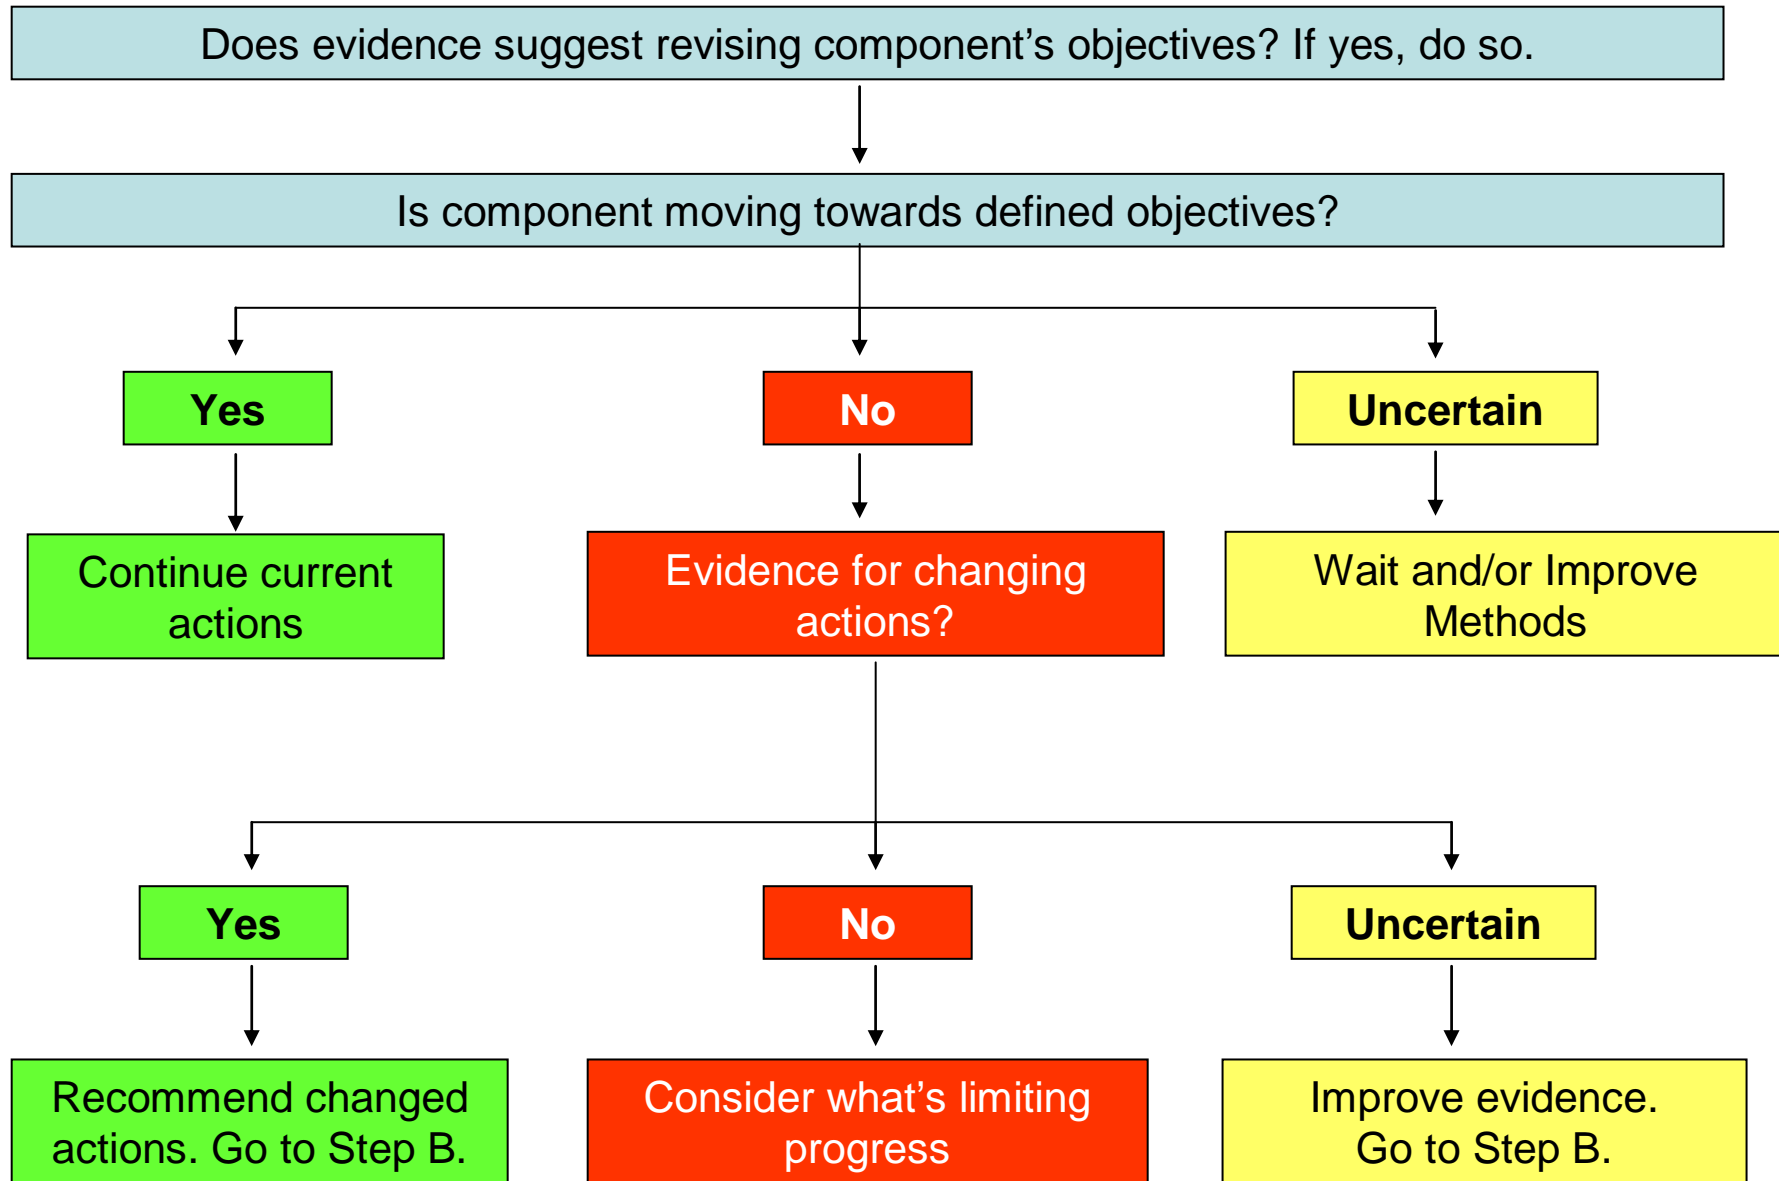 Does evidence suggest revising component’s objectives? If yes, do so.
Is component moving towards defined objectives?
Yes
No
Uncertain
Continue current
actions
Evidence for changing
actions?
Wait and/or Improve
Methods
Yes
No
Uncertain
Recommend changed
actions. Go to Step B.
Consider what’s limiting
progress
Improve evidence.
Go to Step B.